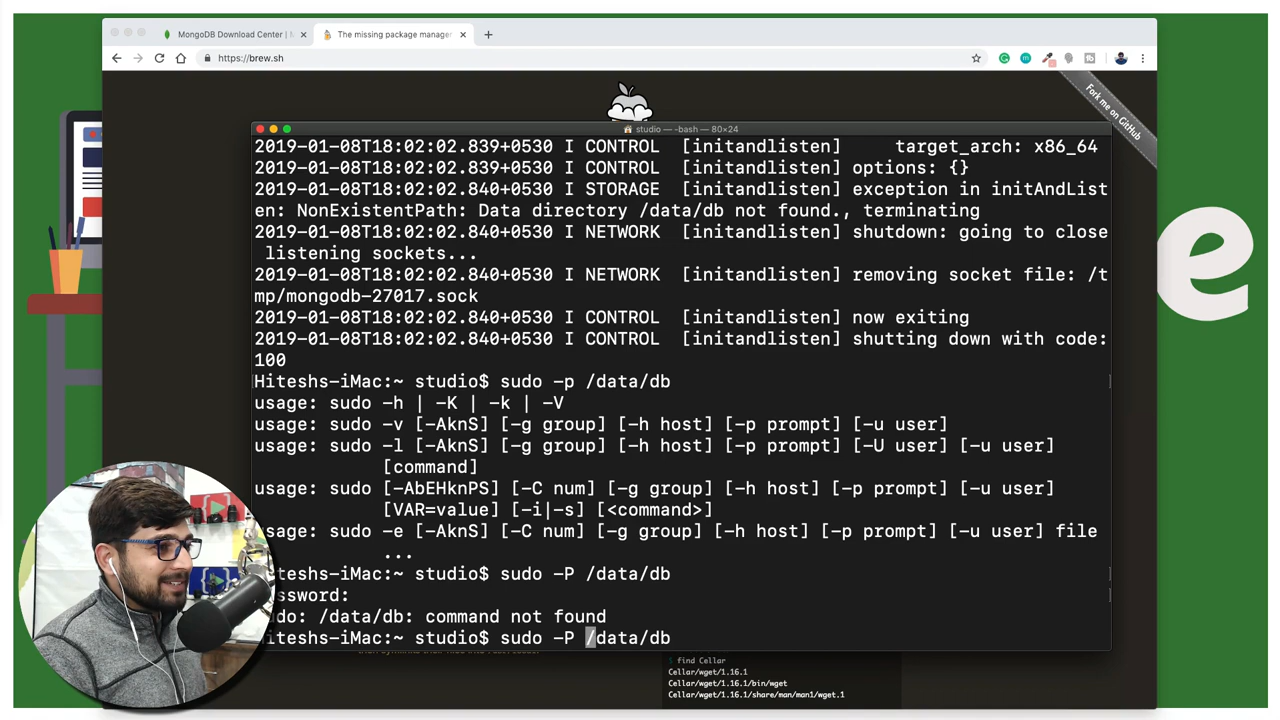 MongoDB Download Center |
The missing package manage
https://brew.sh
Fork me on GitHub
studio — -bash — 80×24
2019-01-08T18:02:02.839+0530 I CONTROL  [initandlisten]     target_arch: x86_64
2019-01-08T18:02:02.839+0530 I CONTROL  [initandlisten] options: {}
2019-01-08T18:02:02.840+0530 I STORAGE  [initandlisten] exception in initAndList
en: NonExistentPath: Data directory /data/db not found., terminating
2019-01-08T18:02:02.840+0530 I NETWORK  [initandlisten] shutdown: going to close
listening sockets...
2019-01-08T18:02:02.840+0530 I NETWORK  [initandlisten] removing socket file: /t
mp/mongodb-27017.sock
2019-01-08T18:02:02.840+0530 I CONTROL  [initandlisten] now exiting
2019-01-08T18:02:02.840+0530 I CONTROL  [initandlisten] shutting down with code:
100
Hiteshs-iMac:~ studio$ sudo -p /data/db
usage: sudo -h | -K | -k | -V
usage: sudo -v [-AknS] [-g group] [-h host] [-p prompt] [-u user]
usage: sudo -l [-AknS] [-g group] [-h host] [-p prompt] [-U user] [-u user]
[command]
usage: sudo [-AbEHknPS] [-C num] [-g group] [-h host] [-p prompt] [-u user]
[VAR=value] [-i|-s] [<command>]
usage: sudo -e [-AknS] [-C num] [-g group] [-h host] [-p prompt] [-u user] file
...
iteshs-iMac:~ studio$ sudo -P /data/db
ssword:
do: /data/db: command not found
iteshs-iMac:~ studio$ sudo -P /data/db
$ find Cellar
Cellar/wget/1.16.1
Cellar/wget/1.16.1/bin/wget
Cellar/wget/1.16.1/share/man/man1/wget.1
e